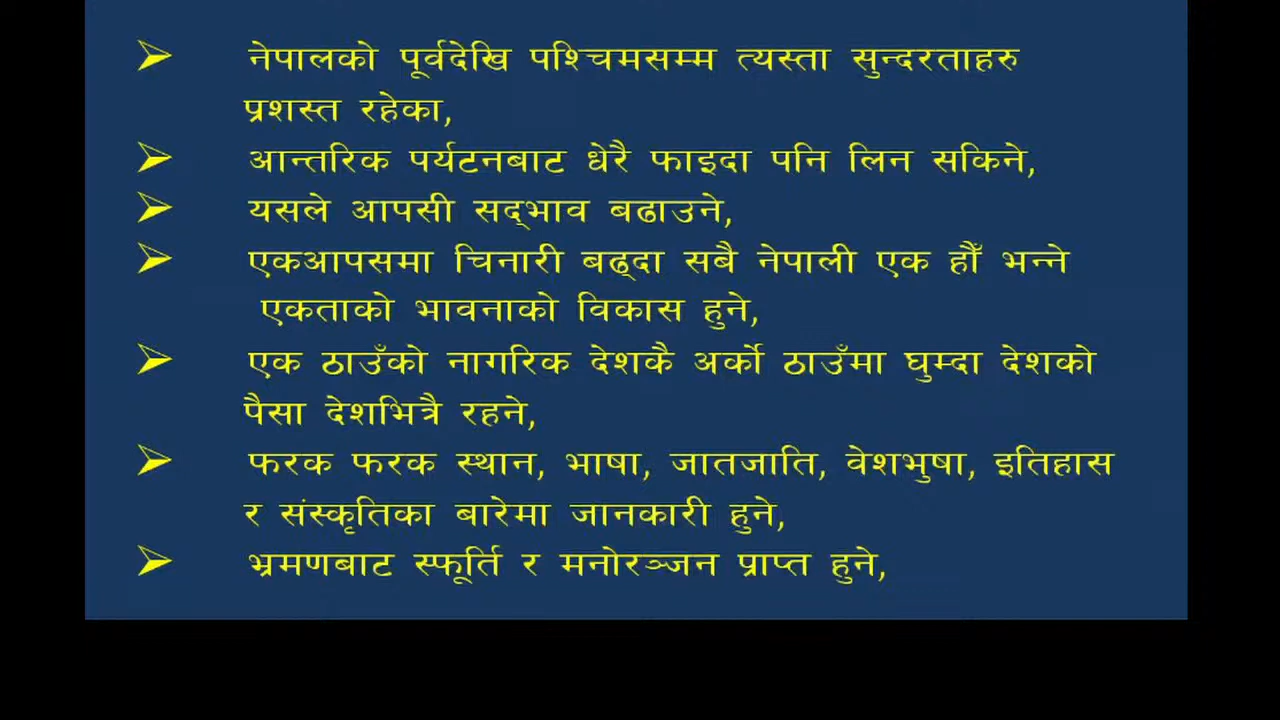 ➢ नेपालको पूर्वदेखि पश्चिमसम्म त्यस्ता सुन्दरताहरु
प्रशस्त रहेका,
➢ आन्तरिक पर्यटनबाट धेरै फाइदा पनि लिन सकिने,
➢ यसले आपसी सद्‌भाव बढाउने,
➢ एकआपसमा चिनारी बढ्‌दा सबै नेपाली एक हौँ भन्ने
एकताको भावनाको विकास हुने,
➢ एक ठाउँको नागरिक देशकै अर्को ठाउँमा घुम्दा देशको
पैसा देशभित्रै रहने,
➢ फरक फरक स्थान, भाषा, जातजाति, वेशभुषा, इतिहास
र संस्कृतिका बारेमा जानकारी हुने,
➢ भ्रमणबाट स्फूर्ति र मनोरञ्जन प्राप्त हुने,